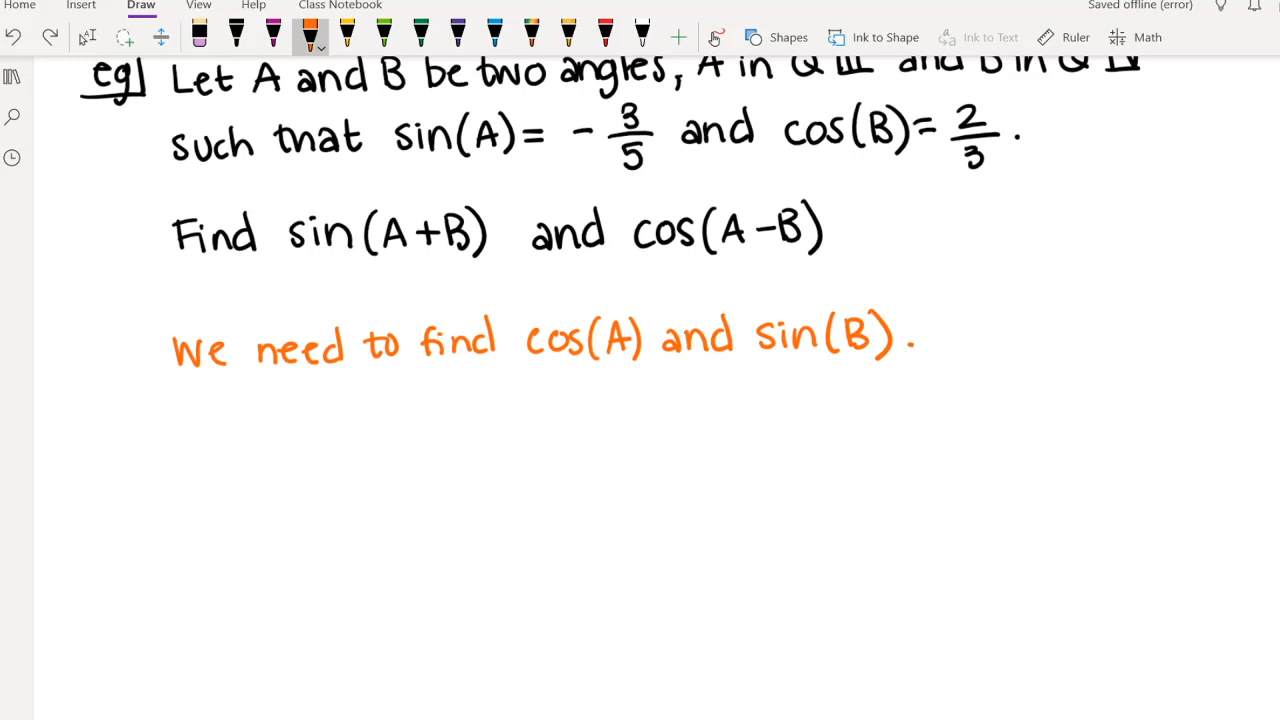 Home Insert Draw View Help Class Notebook Saved offline (error)
Shapes Ink to Shape Ink to Text Ruler Math
eg| Let A and B be two angles, A in Q III and B in Q IV
such that sin(A) = - 3/5 and cos(B) = 2/3 .
Find sin(A+B) and cos(A-B)
We need to find cos(A) and sin(B).